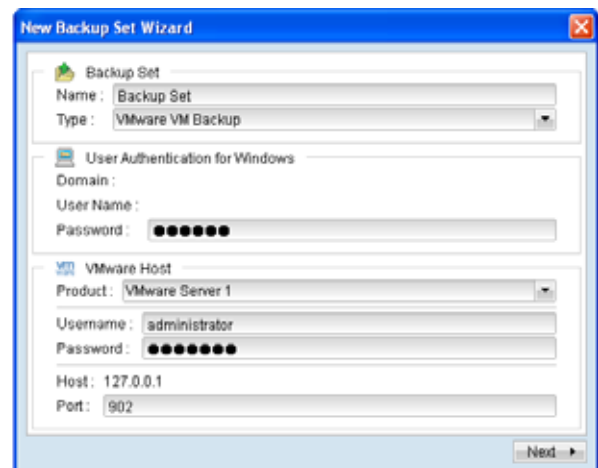 New Backup Set Wizard
Backup Set
Name : Backup Set
Type : VMware VM Backup
User Authentication for Windows
Domain :
User Name :
Password : ●●●●●●
vm VMware Host
Product : VMware Server 1
Username : administrator
Password : ●●●●●●●
Host : 127.0.0.1
Port : 902
Next